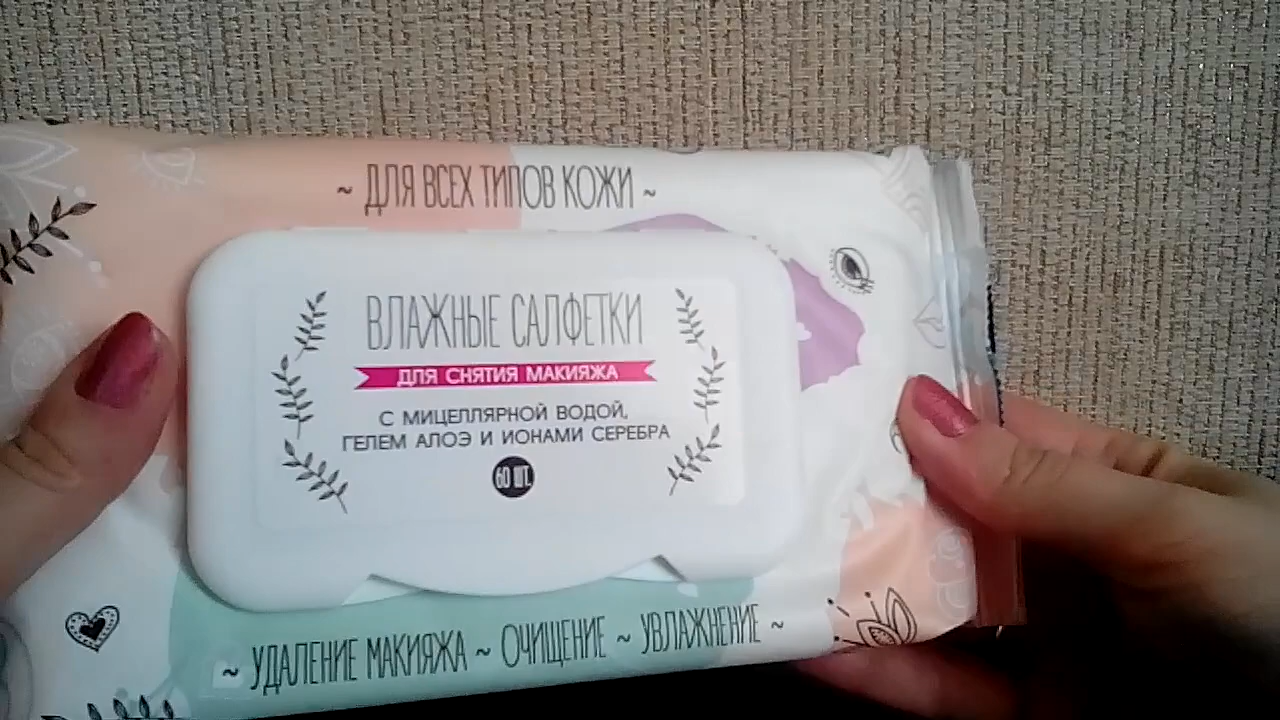 ~ ДЛЯ ВСЕХ ТИПОВ КОЖИ ~
ВЛАЖНЫЕ САЛФЕТКИ
ДЛЯ СНЯТИЯ МАКИЯЖА
С МИЦЕЛЛЯРНОЙ ВОДОЙ,
ГЕЛЕМ АЛОЭ И ИОНАМИ СЕРЕБРА
60 ШТ.
~ УДАЛЕНИЕ МАКИЯЖА ~ ОЧИЩЕНИЕ ~ УВЛАЖНЕНИЕ ~